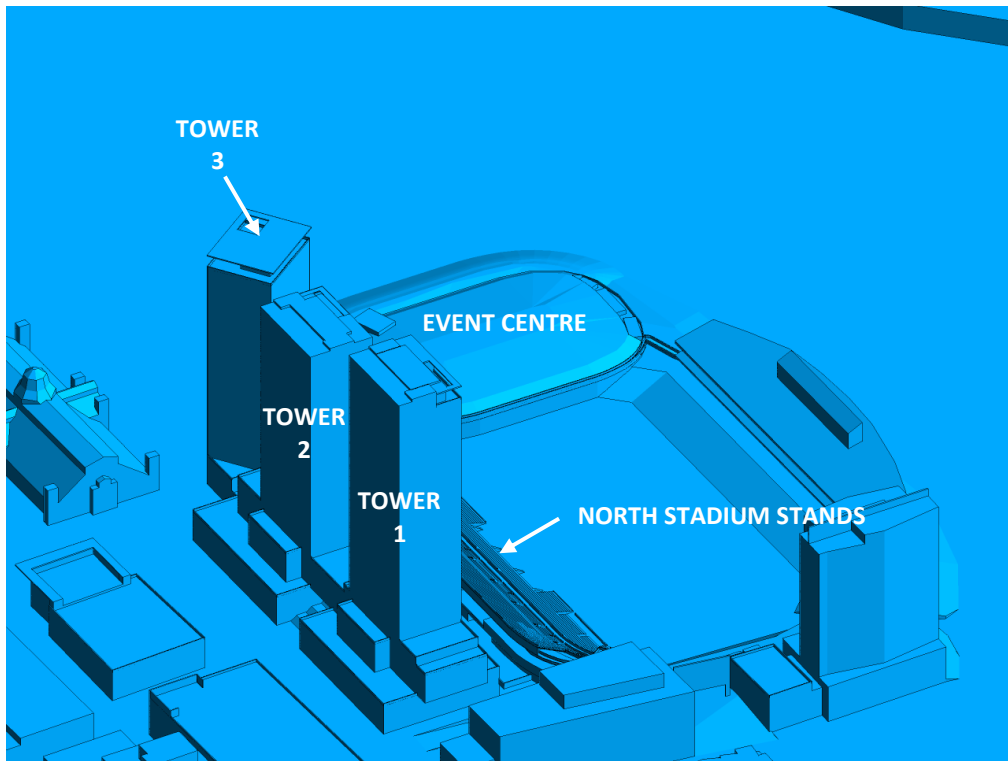 TOWER
3
EVENT CENTRE
TOWER
2
TOWER
1
NORTH STADIUM STANDS